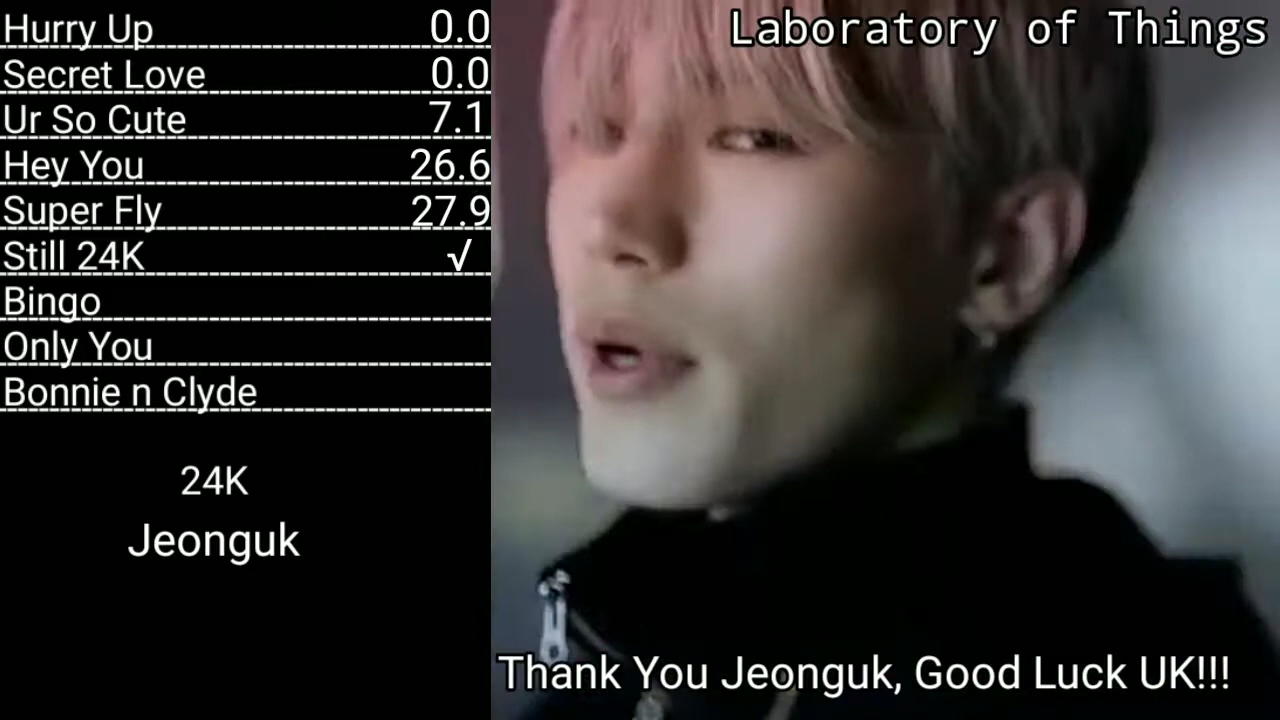 Hurry Up 0.0
Secret Love 0.0
Ur So Cute 7.1
Hey You 26.6
Super Fly 27.9
Still 24K √
Bingo
Only You
Bonnie n Clyde
24K
Jeonguk
Laboratory of Things
Thank You Jeonguk, Good Luck UK!!!